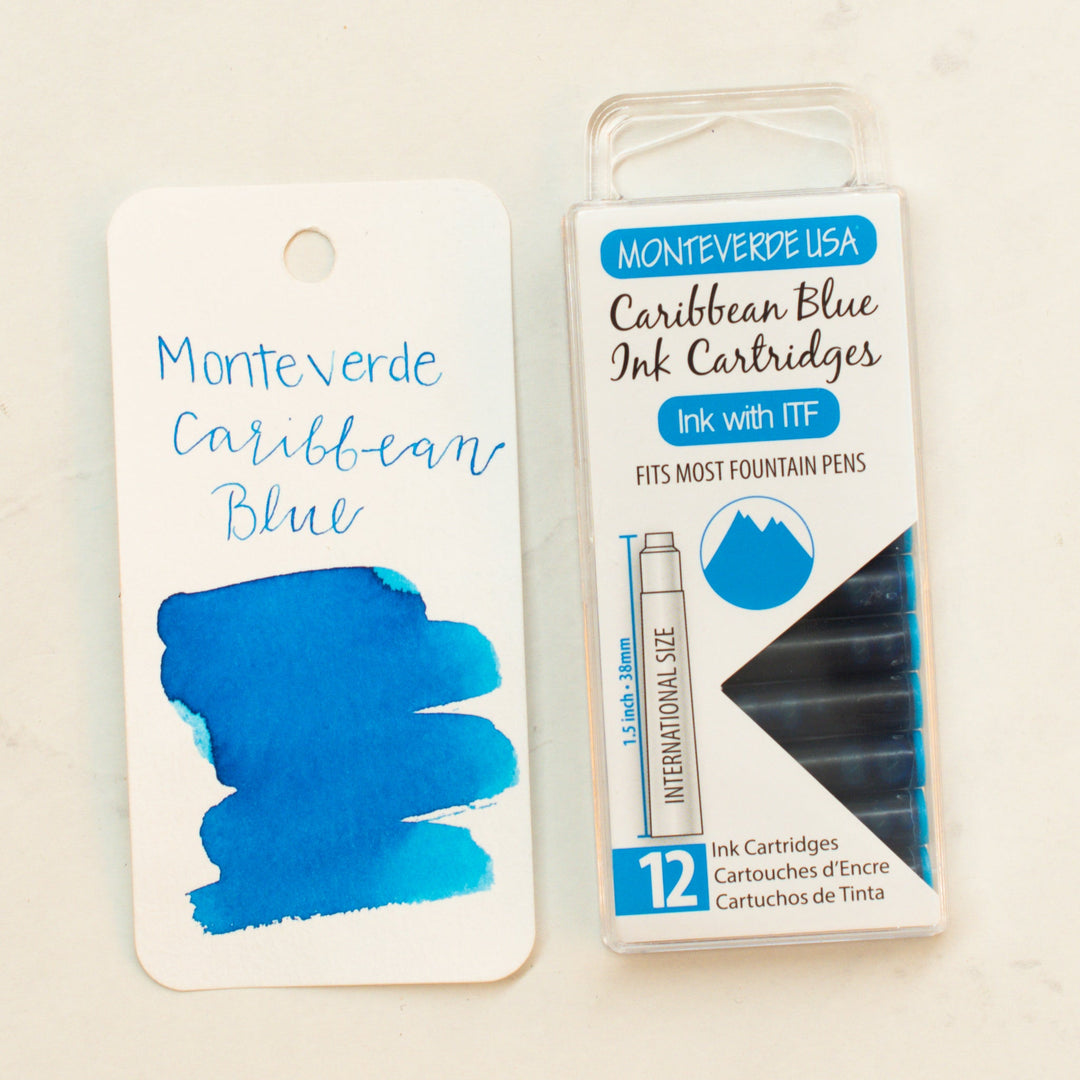 Monteverde
Caribbean
Blue
MONTEVERDE USA
Caribbean Blue
Ink Cartridges
Ink with ITF
FITS MOST FOUNTAIN PENS
1.5 inch • 38mm
INTERNATIONAL SIZE
12
Ink Cartridges
Cartouches d'Encre
Cartuchos de Tinta